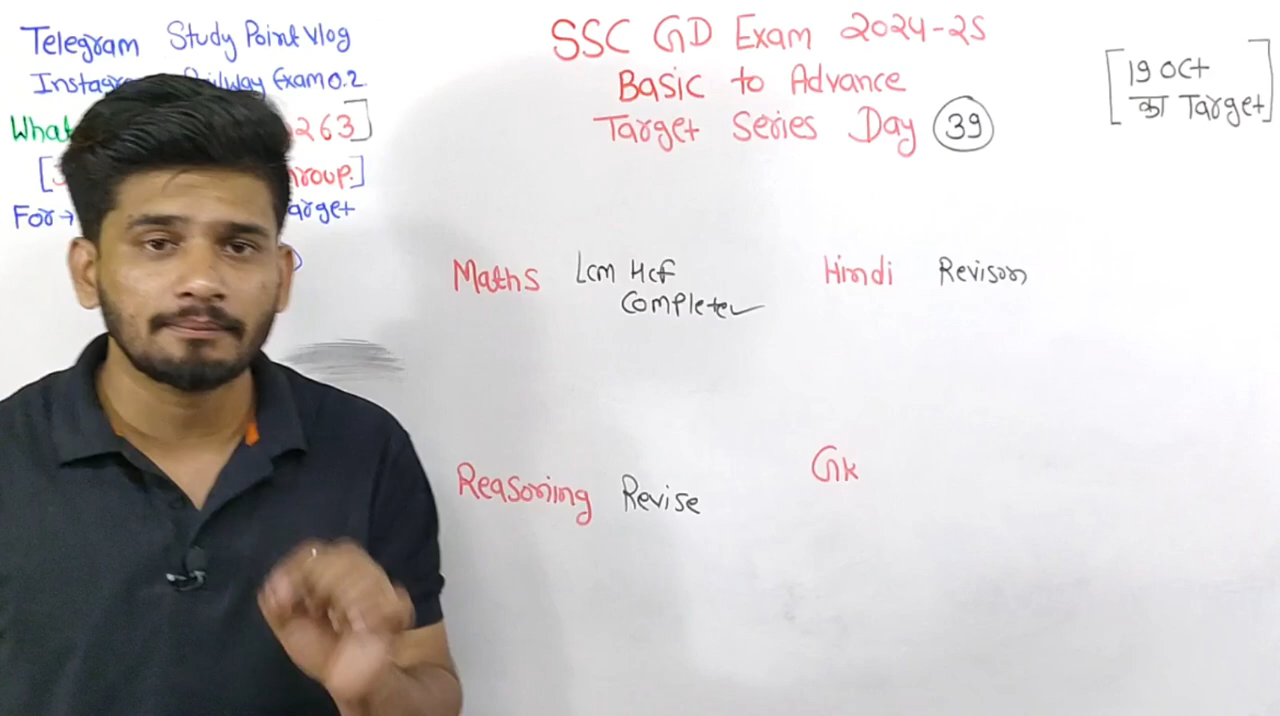 Telegram Study Point Vlog
Exam 0.2
263]
roup.]
For →
arget
SSC GD Exam 2024-25
Basic to Advance
Target Series Day 39
[19 Oct
का Target]
Maths Lcm Hcf
Completer
Hindi Revison
Reasoning Revise
Gk